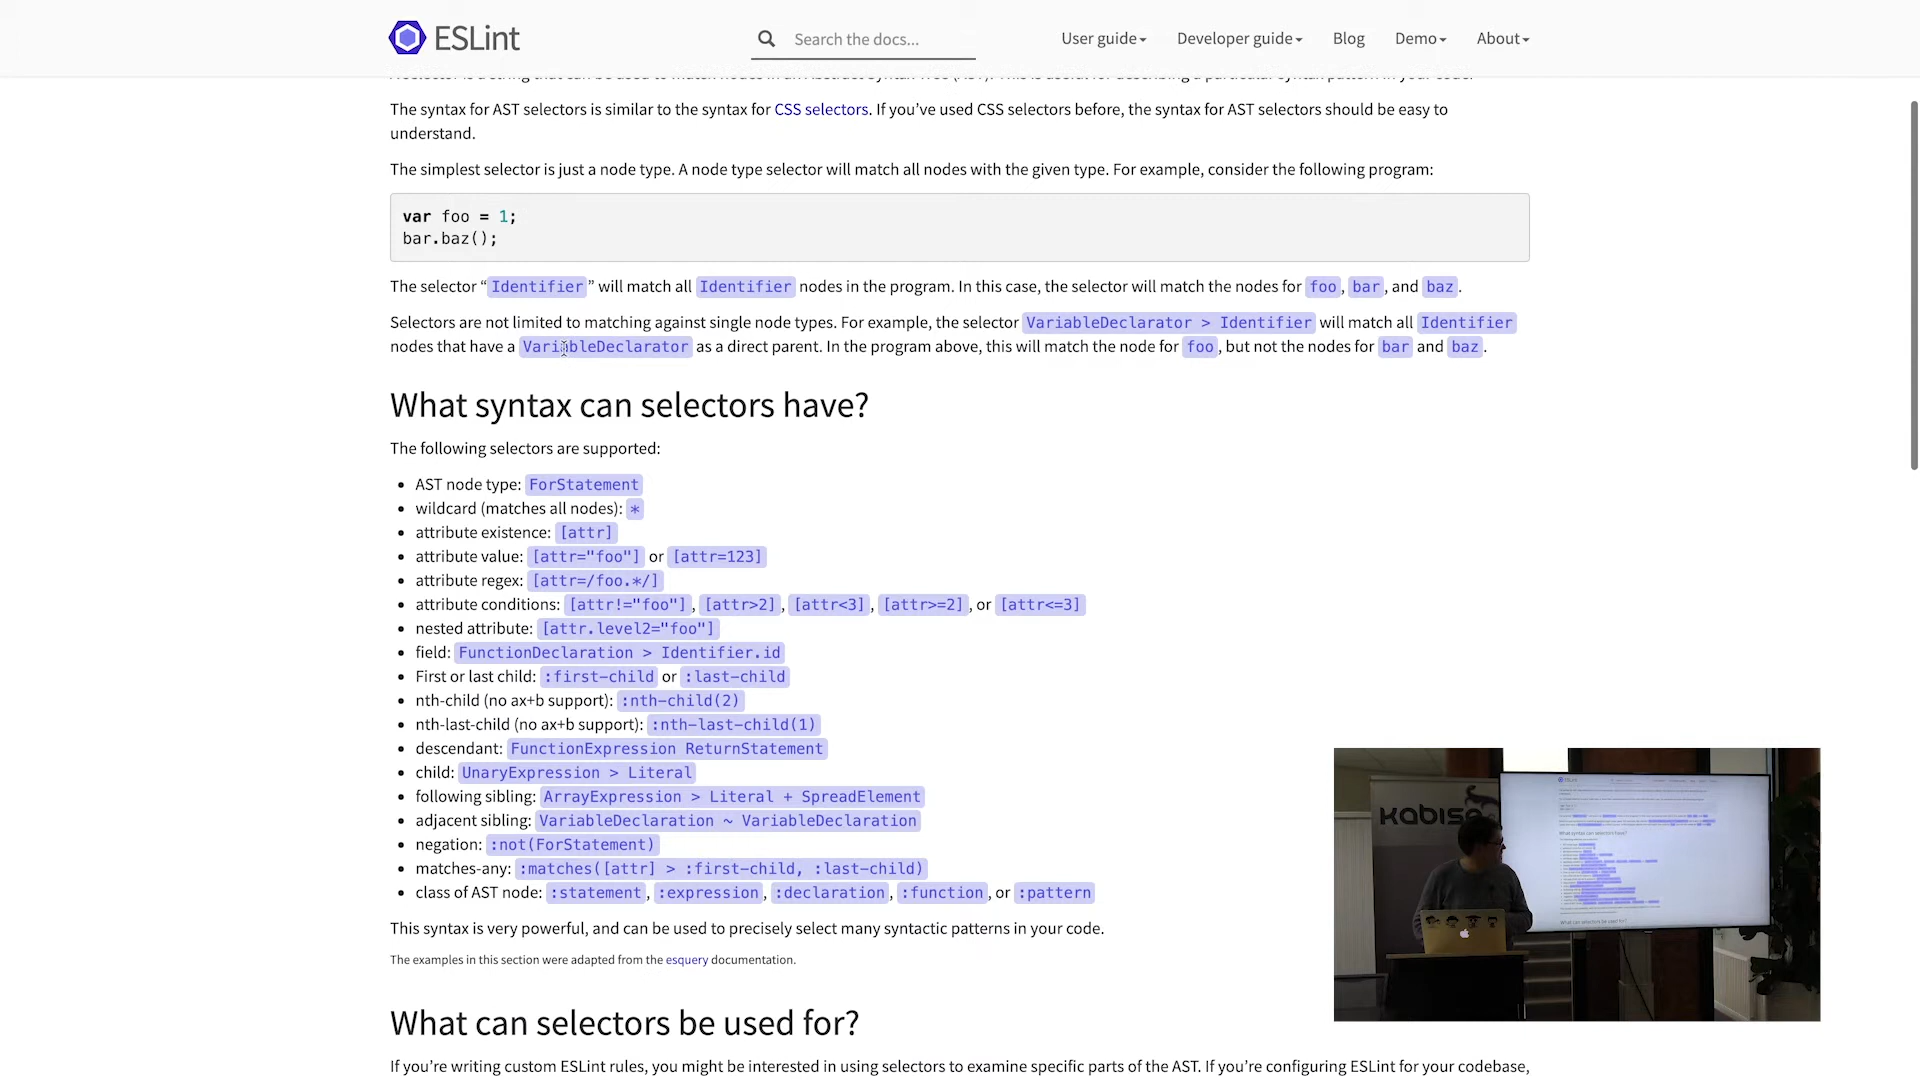 ESLint
Search the docs...
User guide
Developer guide
Blog
Demo
About
The syntax for AST selectors is similar to the syntax for CSS selectors. If you’ve used CSS selectors before, the syntax for AST selectors should be easy to
understand.
The simplest selector is just a node type. A node type selector will match all nodes with the given type. For example, consider the following program:
var foo = 1;
bar.baz();
The selector “Identifier” will match all Identifier nodes in the program. In this case, the selector will match the nodes for foo, bar, and baz.
Selectors are not limited to matching against single node types. For example, the selector VariableDeclarator > Identifier will match all Identifier
nodes that have a VariableDeclarator as a direct parent. In the program above, this will match the node for foo, but not the nodes for bar and baz.
What syntax can selectors have?
The following selectors are supported:
• AST node type: ForStatement
• wildcard (matches all nodes): *
• attribute existence: [attr]
• attribute value: [attr="foo"] or [attr=123]
• attribute regex: [attr=/foo.*/]
• attribute conditions: [attr!="foo"], [attr>2], [attr<3], [attr>=2], or [attr<=3]
• nested attribute: [attr.level2="foo"]
• field: FunctionDeclaration > Identifier.id
• First or last child: :first-child or :last-child
• nth-child (no ax+b support): :nth-child(2)
• nth-last-child (no ax+b support): :nth-last-child(1)
• descendant: FunctionExpression ReturnStatement
• child: UnaryExpression > Literal
• following sibling: ArrayExpression > Literal + SpreadElement
• adjacent sibling: VariableDeclaration ~ VariableDeclaration
• negation: :not(ForStatement)
• matches-any: :matches([attr] > :first-child, :last-child)
• class of AST node: :statement, :expression, :declaration, :function, or :pattern
This syntax is very powerful, and can be used to precisely select many syntactic patterns in your code.
The examples in this section were adapted from the esquery documentation.
What can selectors be used for?
If you’re writing custom ESLint rules, you might be interested in using selectors to examine specific parts of the AST. If you’re configuring ESLint for your codebase,